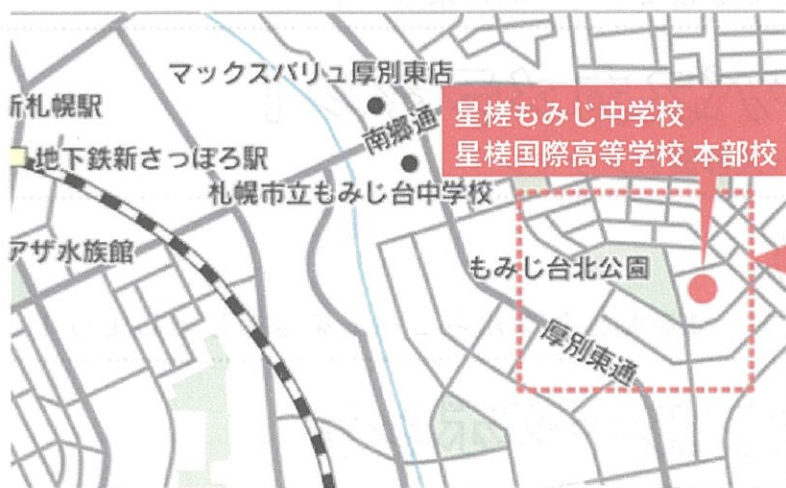 マックスバリュ厚別東店
新札幌駅
南郷通
星槎もみじ中学校
星槎国際高等学校 本部校
地下鉄新さっぽろ駅
札幌市立もみじ台中学校
アザ水族館
もみじ台北公園
厚別東通